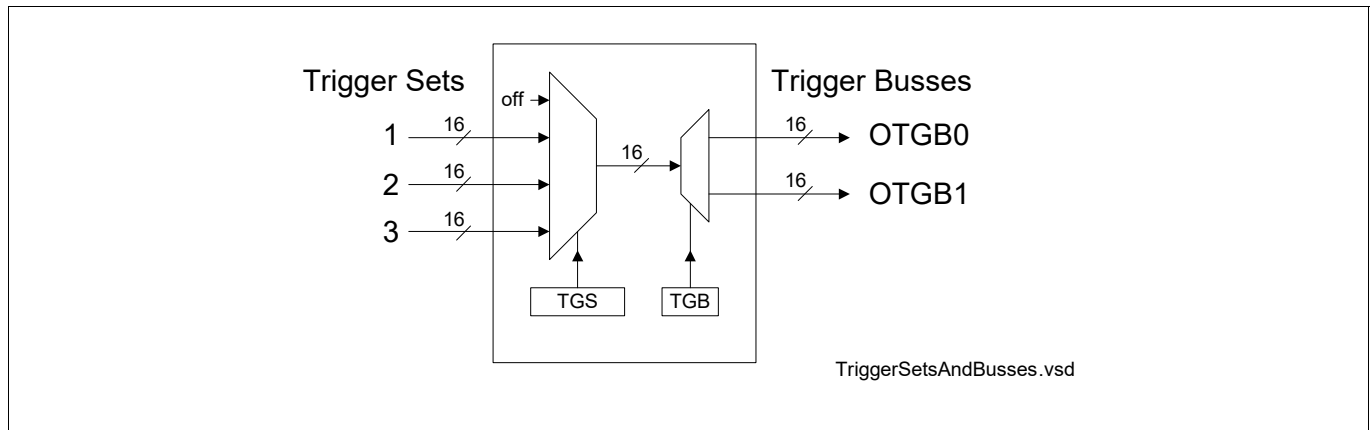 Trigger Sets
Trigger Busses
off
1 16
16 OTGB0
16
2 16
16 OTGB1
3 16
TGS
TGB
TriggerSetsAndBusses.vsd